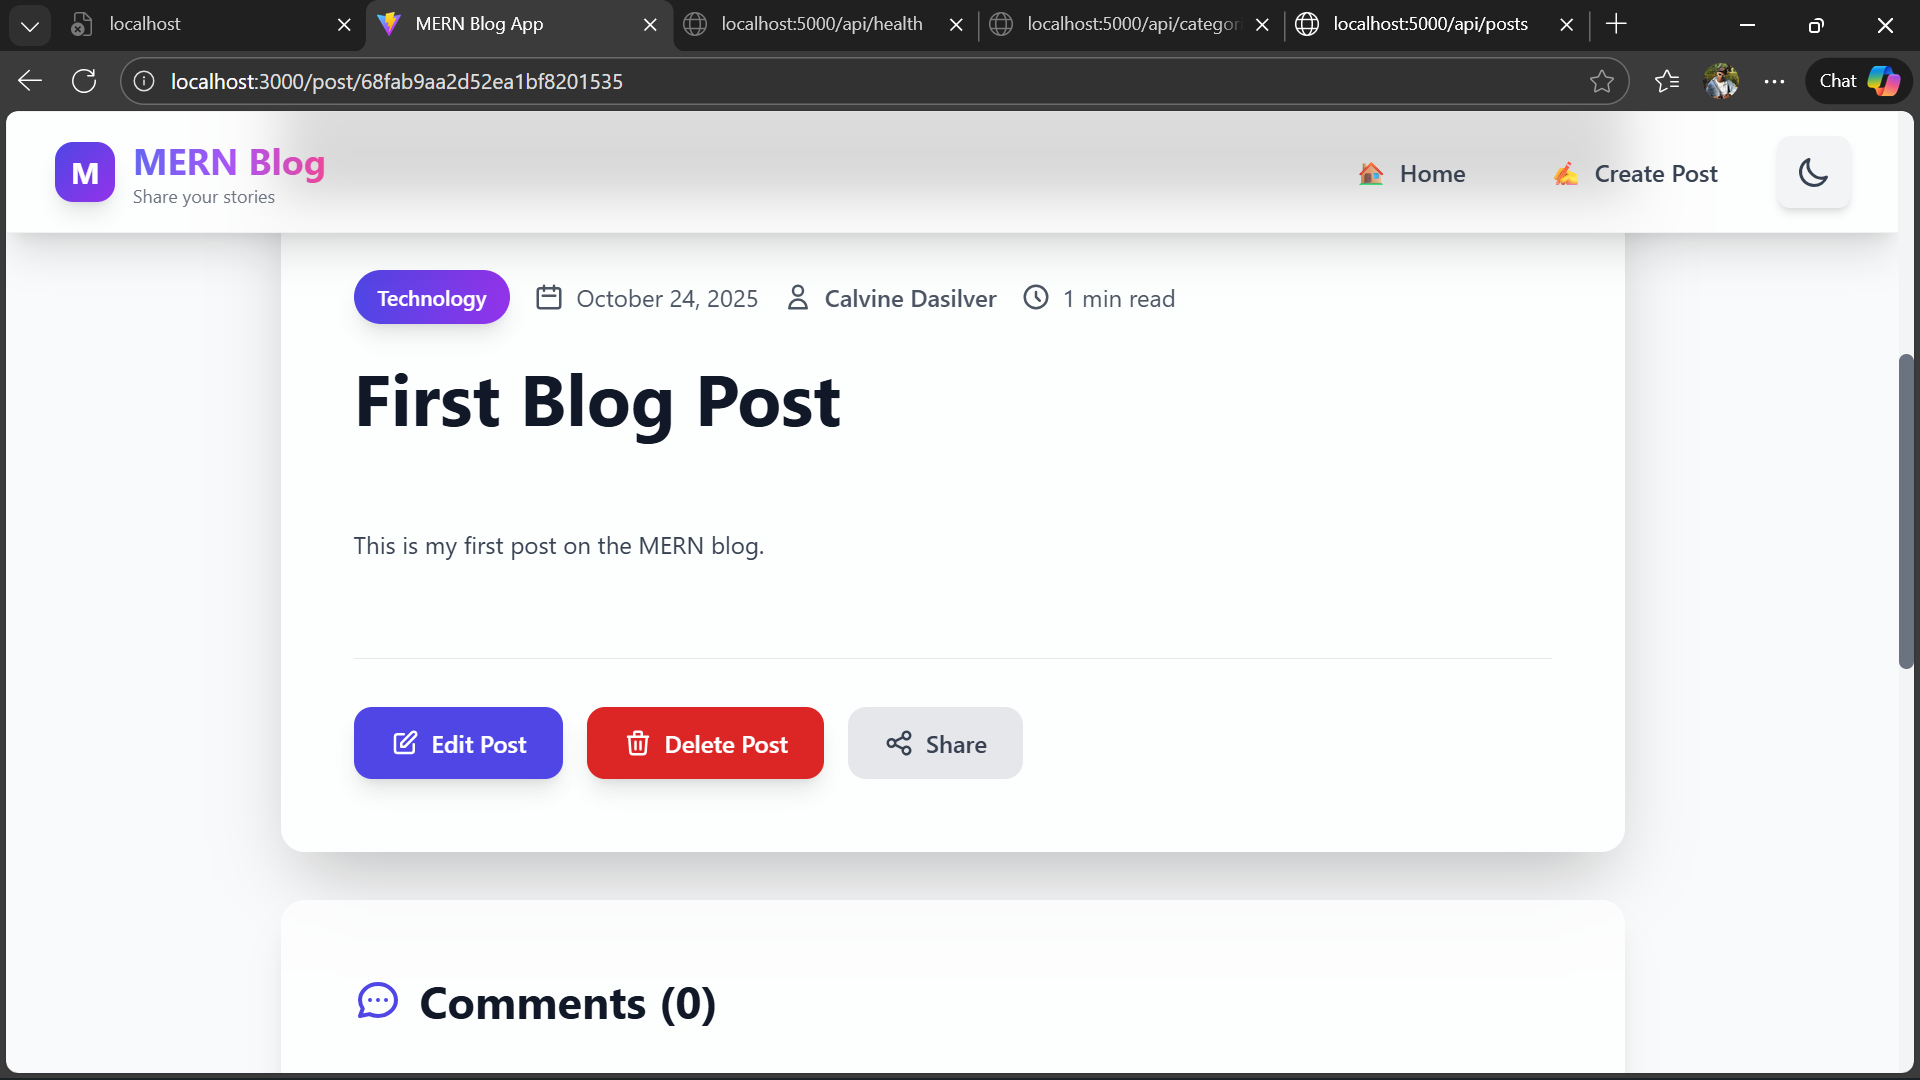 localhost
MERN Blog App
localhost:5000/api/health
localhost:5000/api/categor
localhost:5000/api/posts
localhost:3000/post/68fab9aa2d52ea1bf8201535
Chat
M
MERN Blog
Share your stories
Home
Create Post
Technology
October 24, 2025
Calvine Dasilver
1 min read
First Blog Post
This is my first post on the MERN blog.
Edit Post
Delete Post
Share
Comments (0)